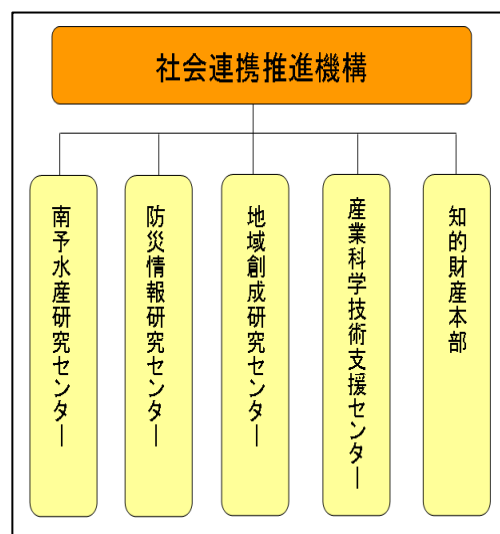 社会連携推進機構
南予水産研究センター
防災情報研究センター
地域創成研究センター
産業科学技術支援センター
知的財産本部